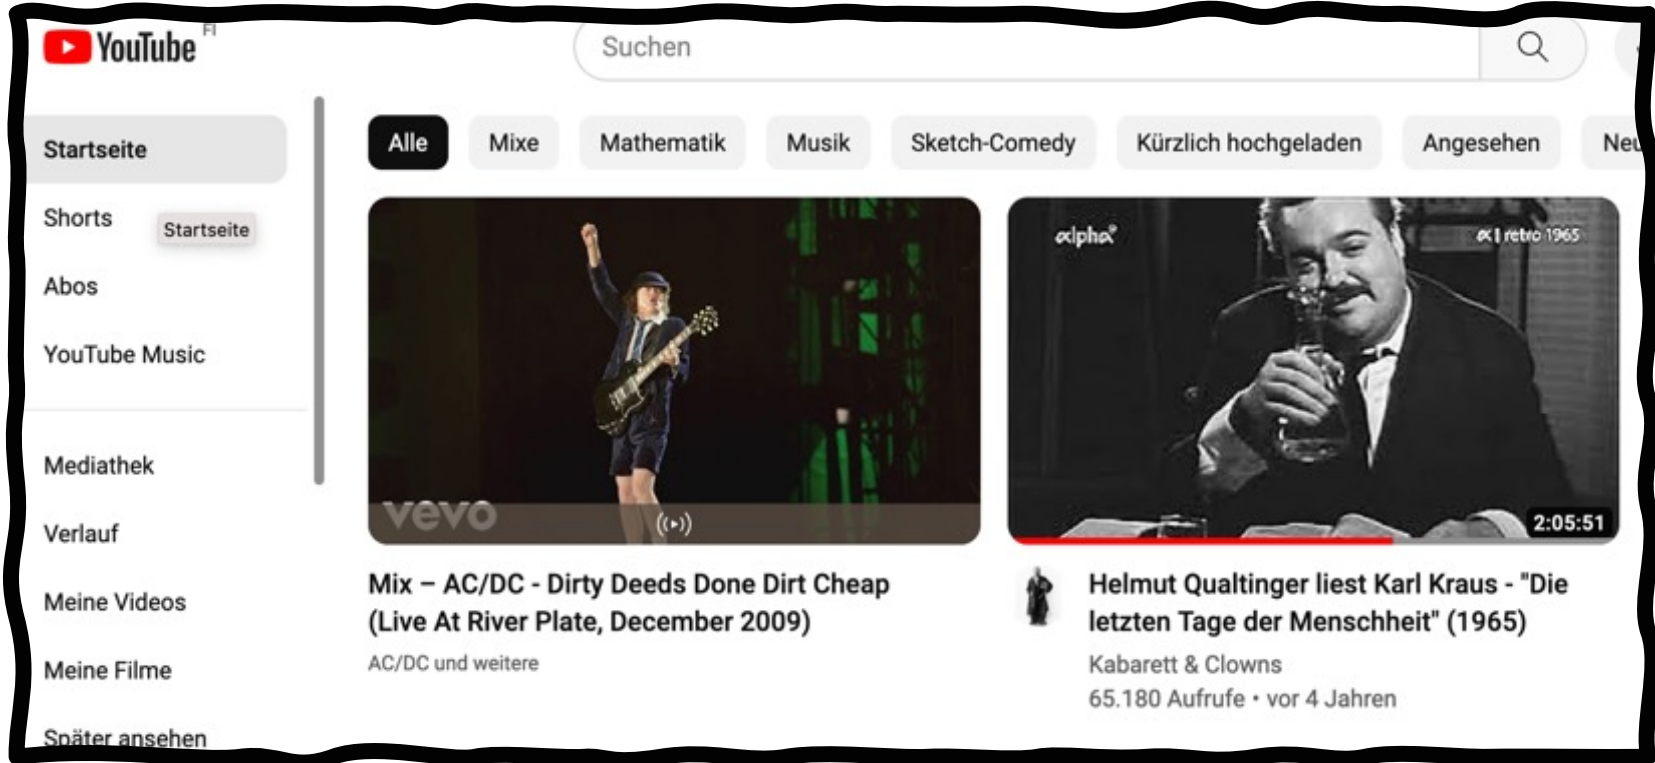 YouTube FI
Suchen
Startseite
Shorts
Startseite
Abos
YouTube Music
Mediathek
Verlauf
Meine Videos
Meine Filme
Später ansehen
Alle
Mixe
Mathematik
Musik
Sketch-Comedy
Kürzlich hochgeladen
Angesehen
vevo
Mix – AC/DC - Dirty Deeds Done Dirt Cheap
(Live At River Plate, December 2009)
AC/DC und weitere
alpha
α | retro 1965
2:05:51
Helmut Qualtinger liest Karl Kraus - "Die
letzten Tage der Menschheit" (1965)
Kabarett & Clowns
65.180 Aufrufe • vor 4 Jahren